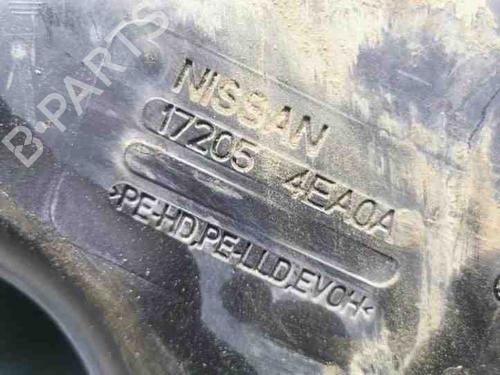 B-PARTS
NISSAN
17205 4EA0A
>PE-HD,PE-LLD,EVOH<